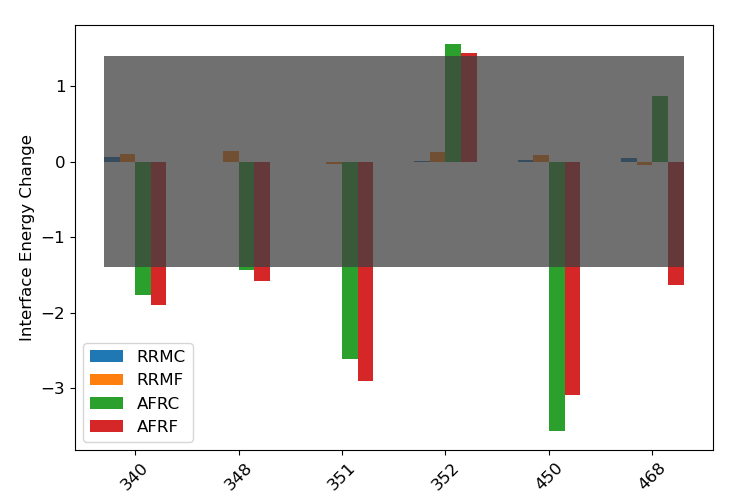 Interface Energy Change
1
0
−1
−2
−3
RRMC
RRMF
AFRC
AFRF
340
348
351
352
450
468